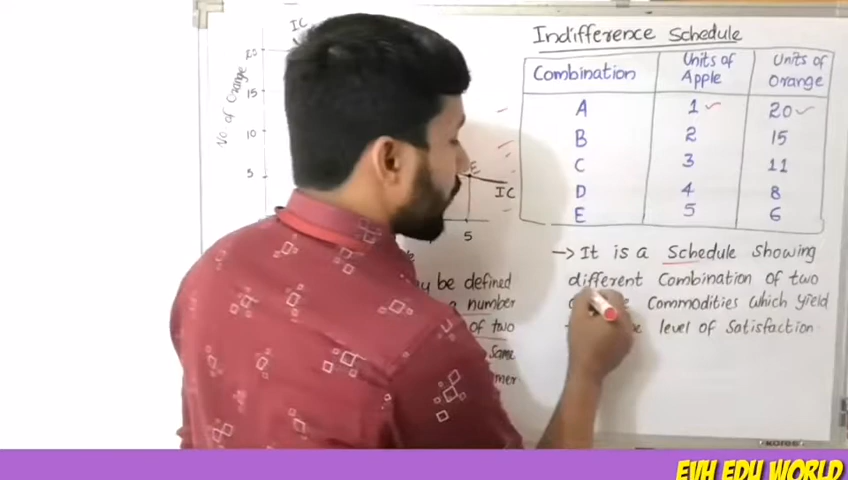 IC
20
15
10
5
No of Orange
E
IC
5
be defined
number
of two
Same
Indifference Schedule
Combination Units of Apple Units of Orange
A 1 20
B 2 15
C 3 11
D 4 8
E 5 6
→ It is a Schedule Showing
different Combination of two
Commodities which yield
level of Satisfaction
KORES
EVH EDU WORLD